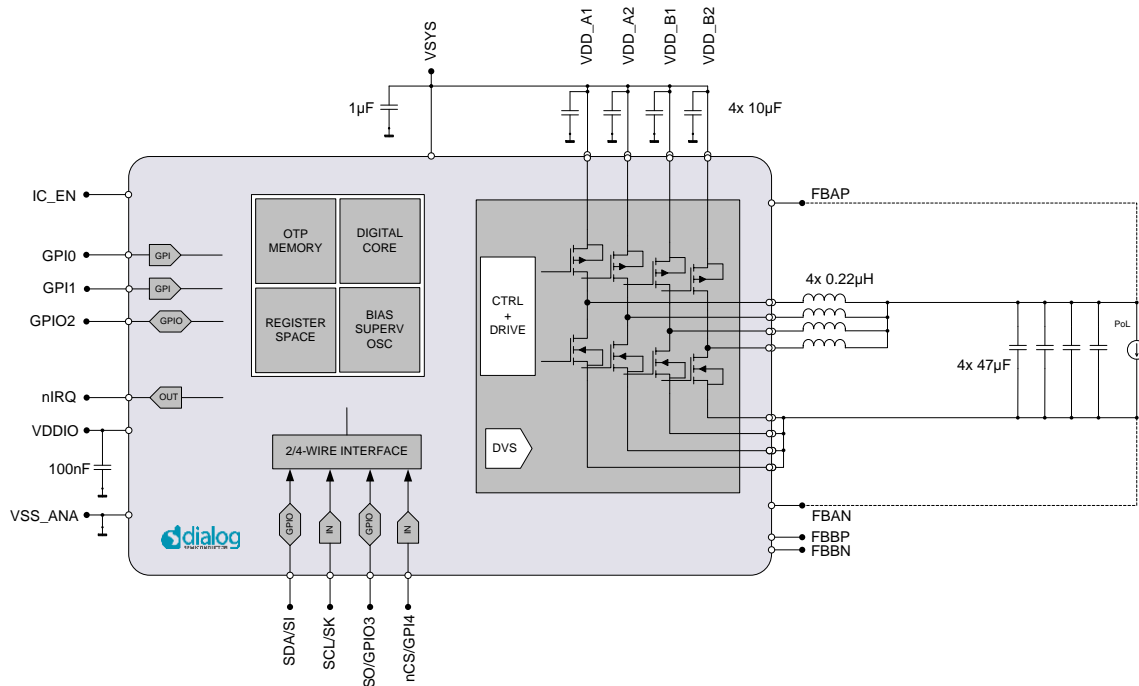 VSYS
VDD_A1
VDD_A2
VDD_B1
VDD_B2
1µF
4x 10µF
IC_EN
FBAP
OTP
MEMORY
DIGITAL
CORE
GPI0
GPI
GPI1
GPI
GPIO2
GPIO
REGISTER
SPACE
BIAS
SUPERV
OSC
CTRL
+
DRIVE
4x 0.22µH
PoL
4x 47µF
nIRQ
OUT
VDDIO
2/4-WIRE INTERFACE
DVS
100nF
VSS_ANA
GPIO
IN
GPIO
IN
dialog
SEMICONDUCTOR
FBAN
FBBP
FBBN
SDA/SI
SCL/SK
SO/GPIO3
nCS/GPI4